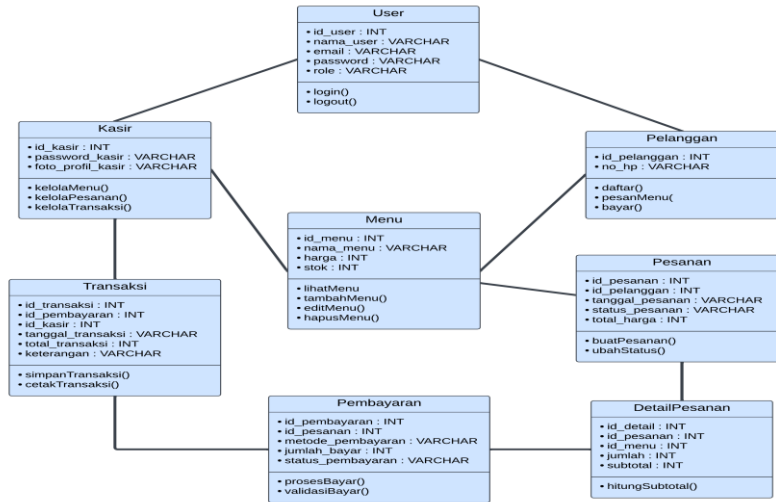 User
• id_user : INT
• nama_user : VARCHAR
• email : VARCHAR
• password : VARCHAR
• role : VARCHAR
• login()
• logout()
Kasir
• id_kasir : INT
• password_kasir : VARCHAR
• foto_profil_kasir : VARCHAR
• kelolaMenu()
• kelolaPesanan()
• kelolaTransaksi()
Pelanggan
• id_pelanggan : INT
• no_hp : VARCHAR
• daftar()
• pesanMenu(
• bayar()
Menu
• id_menu : INT
• nama_menu : VARCHAR
• harga : INT
• stok : INT
• lihatMenu
• tambahMenu()
• editMenu()
• hapusMenu()
Pesanan
• id_pesanan : INT
• id_pelanggan : INT
• tanggal_pesanan : VARCHAR
• status_pesanan : VARCHAR
• total_harga : INT
• buatPesanan()
• ubahStatus()
Transaksi
• id_transaksi : INT
• id_pembayaran : INT
• id_kasir : INT
• tanggal_transaksi : VARCHAR
• total_transaksi : INT
• keterangan : VARCHAR
• simpanTransaksi()
• cetakTransaksi()
Pembayaran
• id_pembayaran : INT
• id_pesanan : INT
• metode_pembayaran : VARCHAR
• jumlah_bayar : INT
• status_pembayaran : VARCHAR
• prosesBayar()
• validasiBayar()
DetailPesanan
• id_detail : INT
• id_pesanan : INT
• id_menu : INT
• jumlah : INT
• subtotal : INT
• hitungSubtotal()